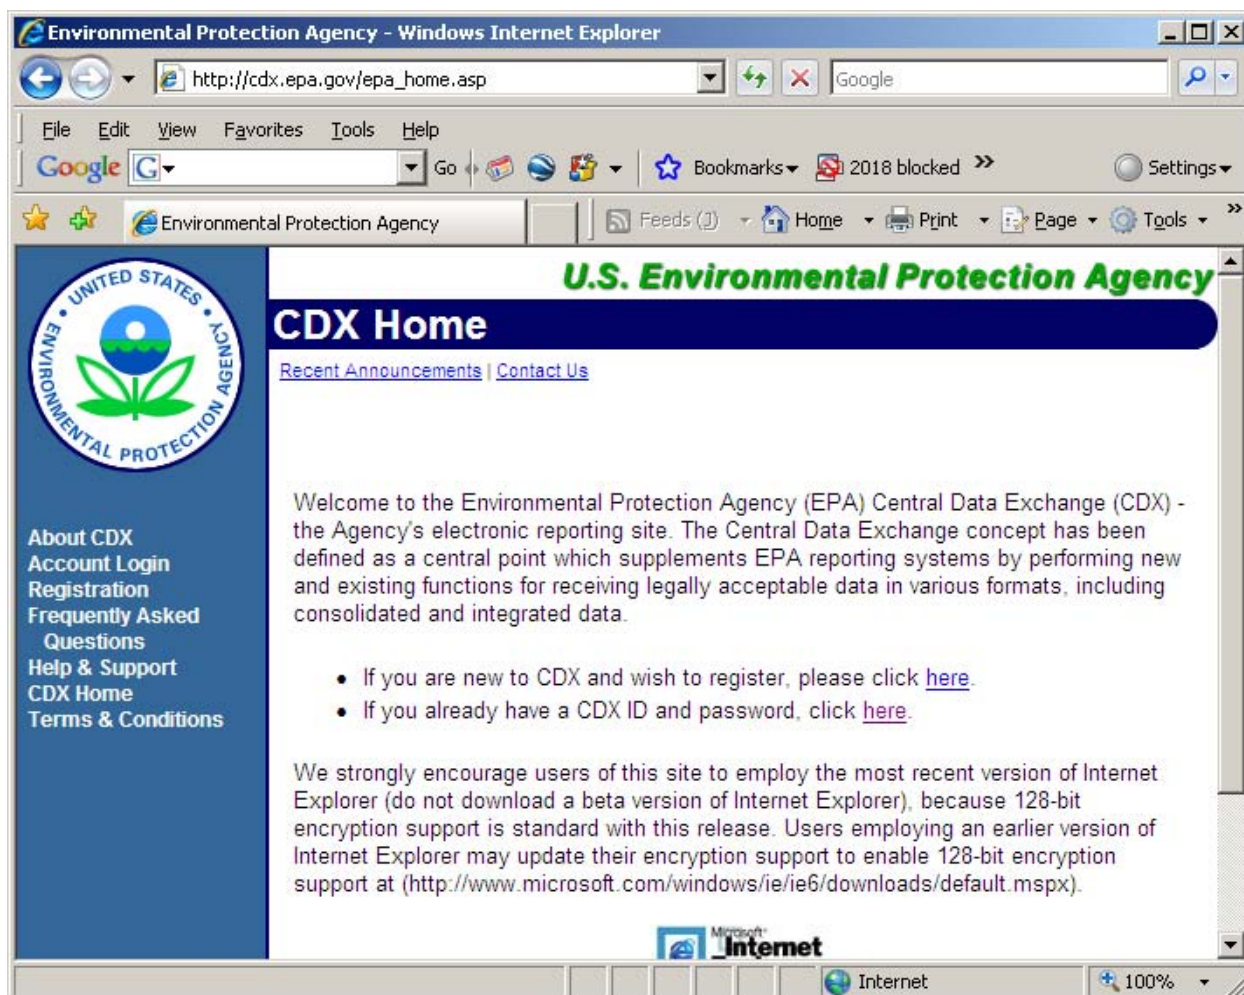 Environmental Protection Agency - Windows Internet Explorer
http://cdx.epa.gov/epa_home.asp
Google
File Edit View Favorites Tools Help
Google G Go Bookmarks 2018 blocked » Settings
Environmental Protection Agency Feeds (J) Home Print Page Tools »
UNITED STATES
ENVIRONMENTAL PROTECTION AGENCY
U.S. Environmental Protection Agency
CDX Home
Recent Announcements | Contact Us
About CDX
Account Login
Registration
Frequently Asked
Questions
Help & Support
CDX Home
Terms & Conditions
Welcome to the Environmental Protection Agency (EPA) Central Data Exchange (CDX) -
the Agency's electronic reporting site. The Central Data Exchange concept has been
defined as a central point which supplements EPA reporting systems by performing new
and existing functions for receiving legally acceptable data in various formats, including
consolidated and integrated data.
• If you are new to CDX and wish to register, please click here.
• If you already have a CDX ID and password, click here.
We strongly encourage users of this site to employ the most recent version of Internet
Explorer (do not download a beta version of Internet Explorer), because 128-bit
encryption support is standard with this release. Users employing an earlier version of
Internet Explorer may update their encryption support to enable 128-bit encryption
support at (http://www.microsoft.com/windows/ie/ie6/downloads/default.mspx).
Microsoft
Internet
Internet 100%